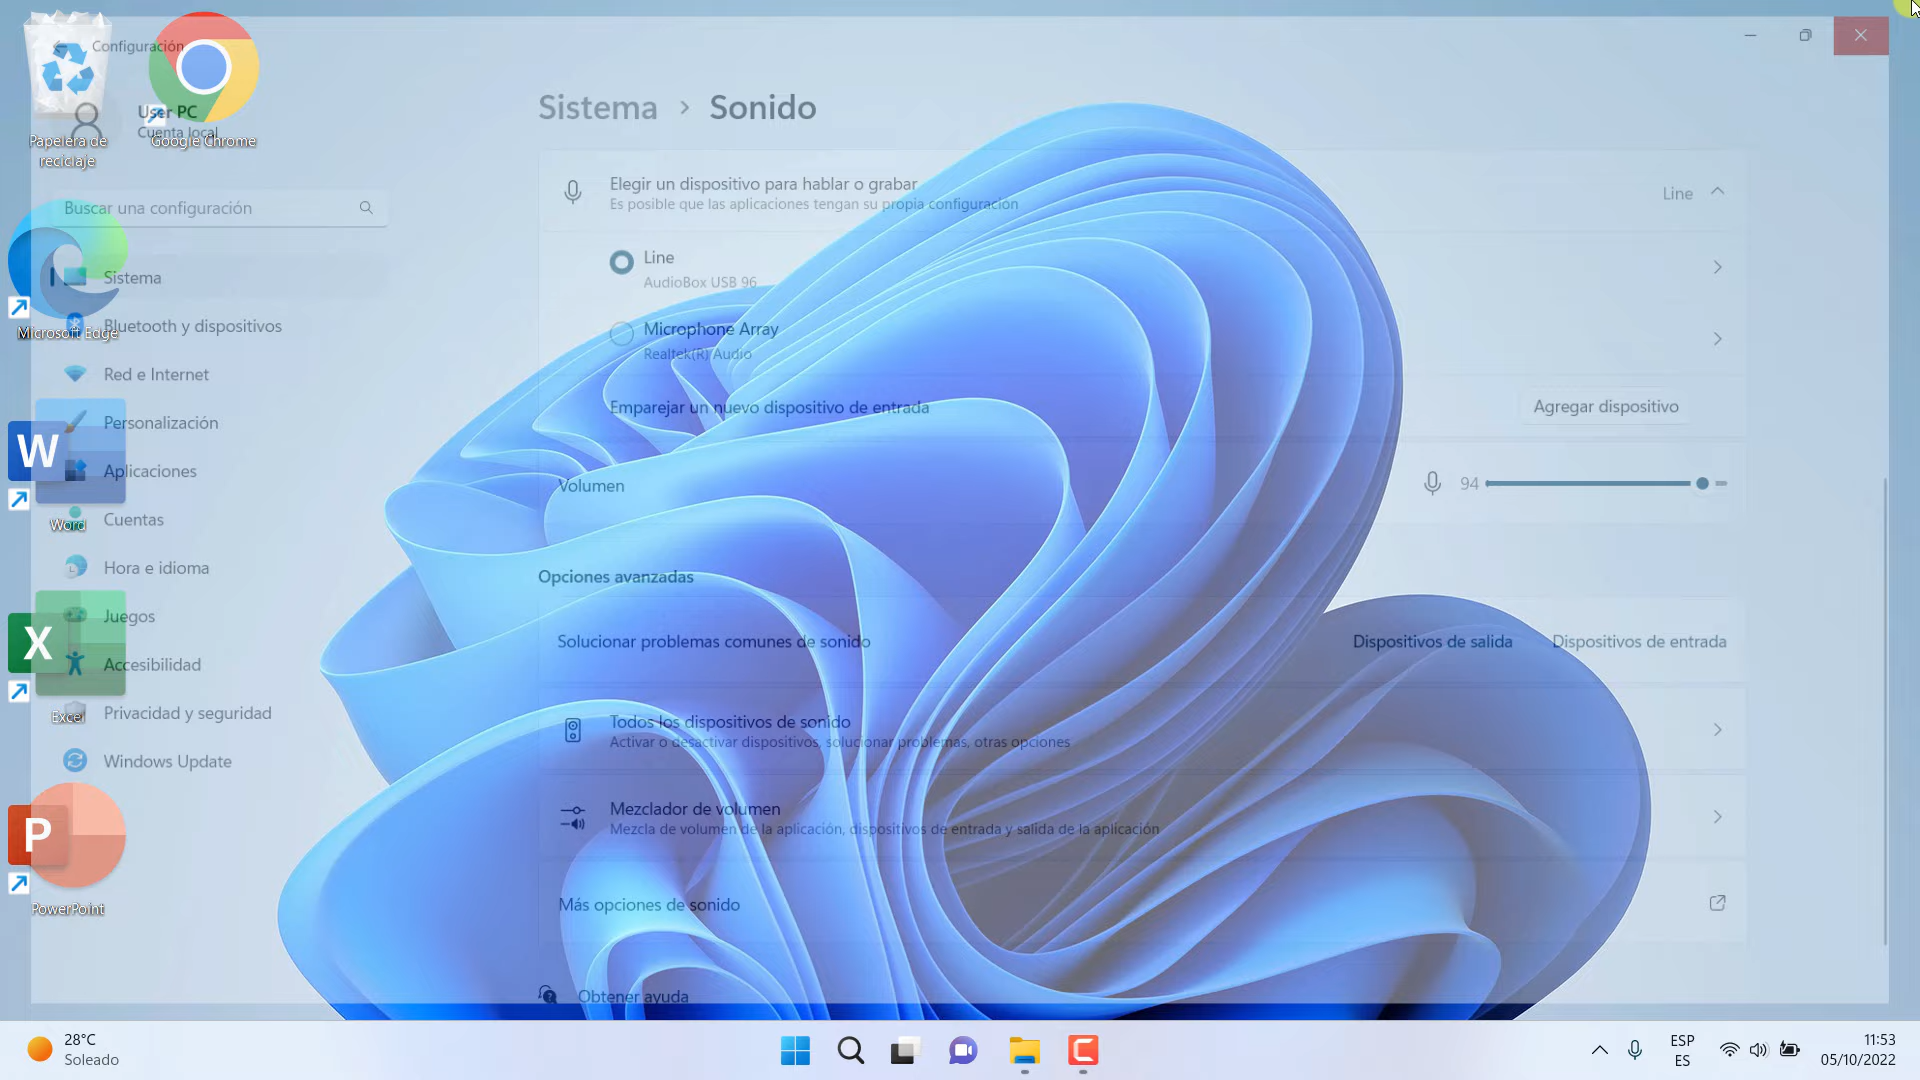 Configuración
Papelera de
reciclaje
Google Chrome
User PC
Cuenta local
Buscar una configuración
Sistema
Microsoft Edge
Bluetooth y dispositivos
Red e Internet
Personalización
W
Aplicaciones
Word
Cuentas
Hora e idioma
Juegos
X
Accesibilidad
Excel
Privacidad y seguridad
Windows Update
P
PowerPoint
Sistema > Sonido
Elegir un dispositivo para hablar o grabar
Es posible que las aplicaciones tengan su propia configuración
Line
Line
AudioBox USB 96
Microphone Array
Realtek(R) Audio
Emparejar un nuevo dispositivo de entrada
Agregar dispositivo
Volumen
94
Opciones avanzadas
Solucionar problemas comunes de sonido
Dispositivos de salida
Dispositivos de entrada
Todos los dispositivos de sonido
Activar o desactivar dispositivos, solucionar problemas, otras opciones
Mezclador de volumen
Mezcla de volumen de la aplicación, dispositivos de entrada y salida de la aplicación
Más opciones de sonido
Obtener ayuda
28°C
Soleado
ESP
ES
11:53
05/10/2022